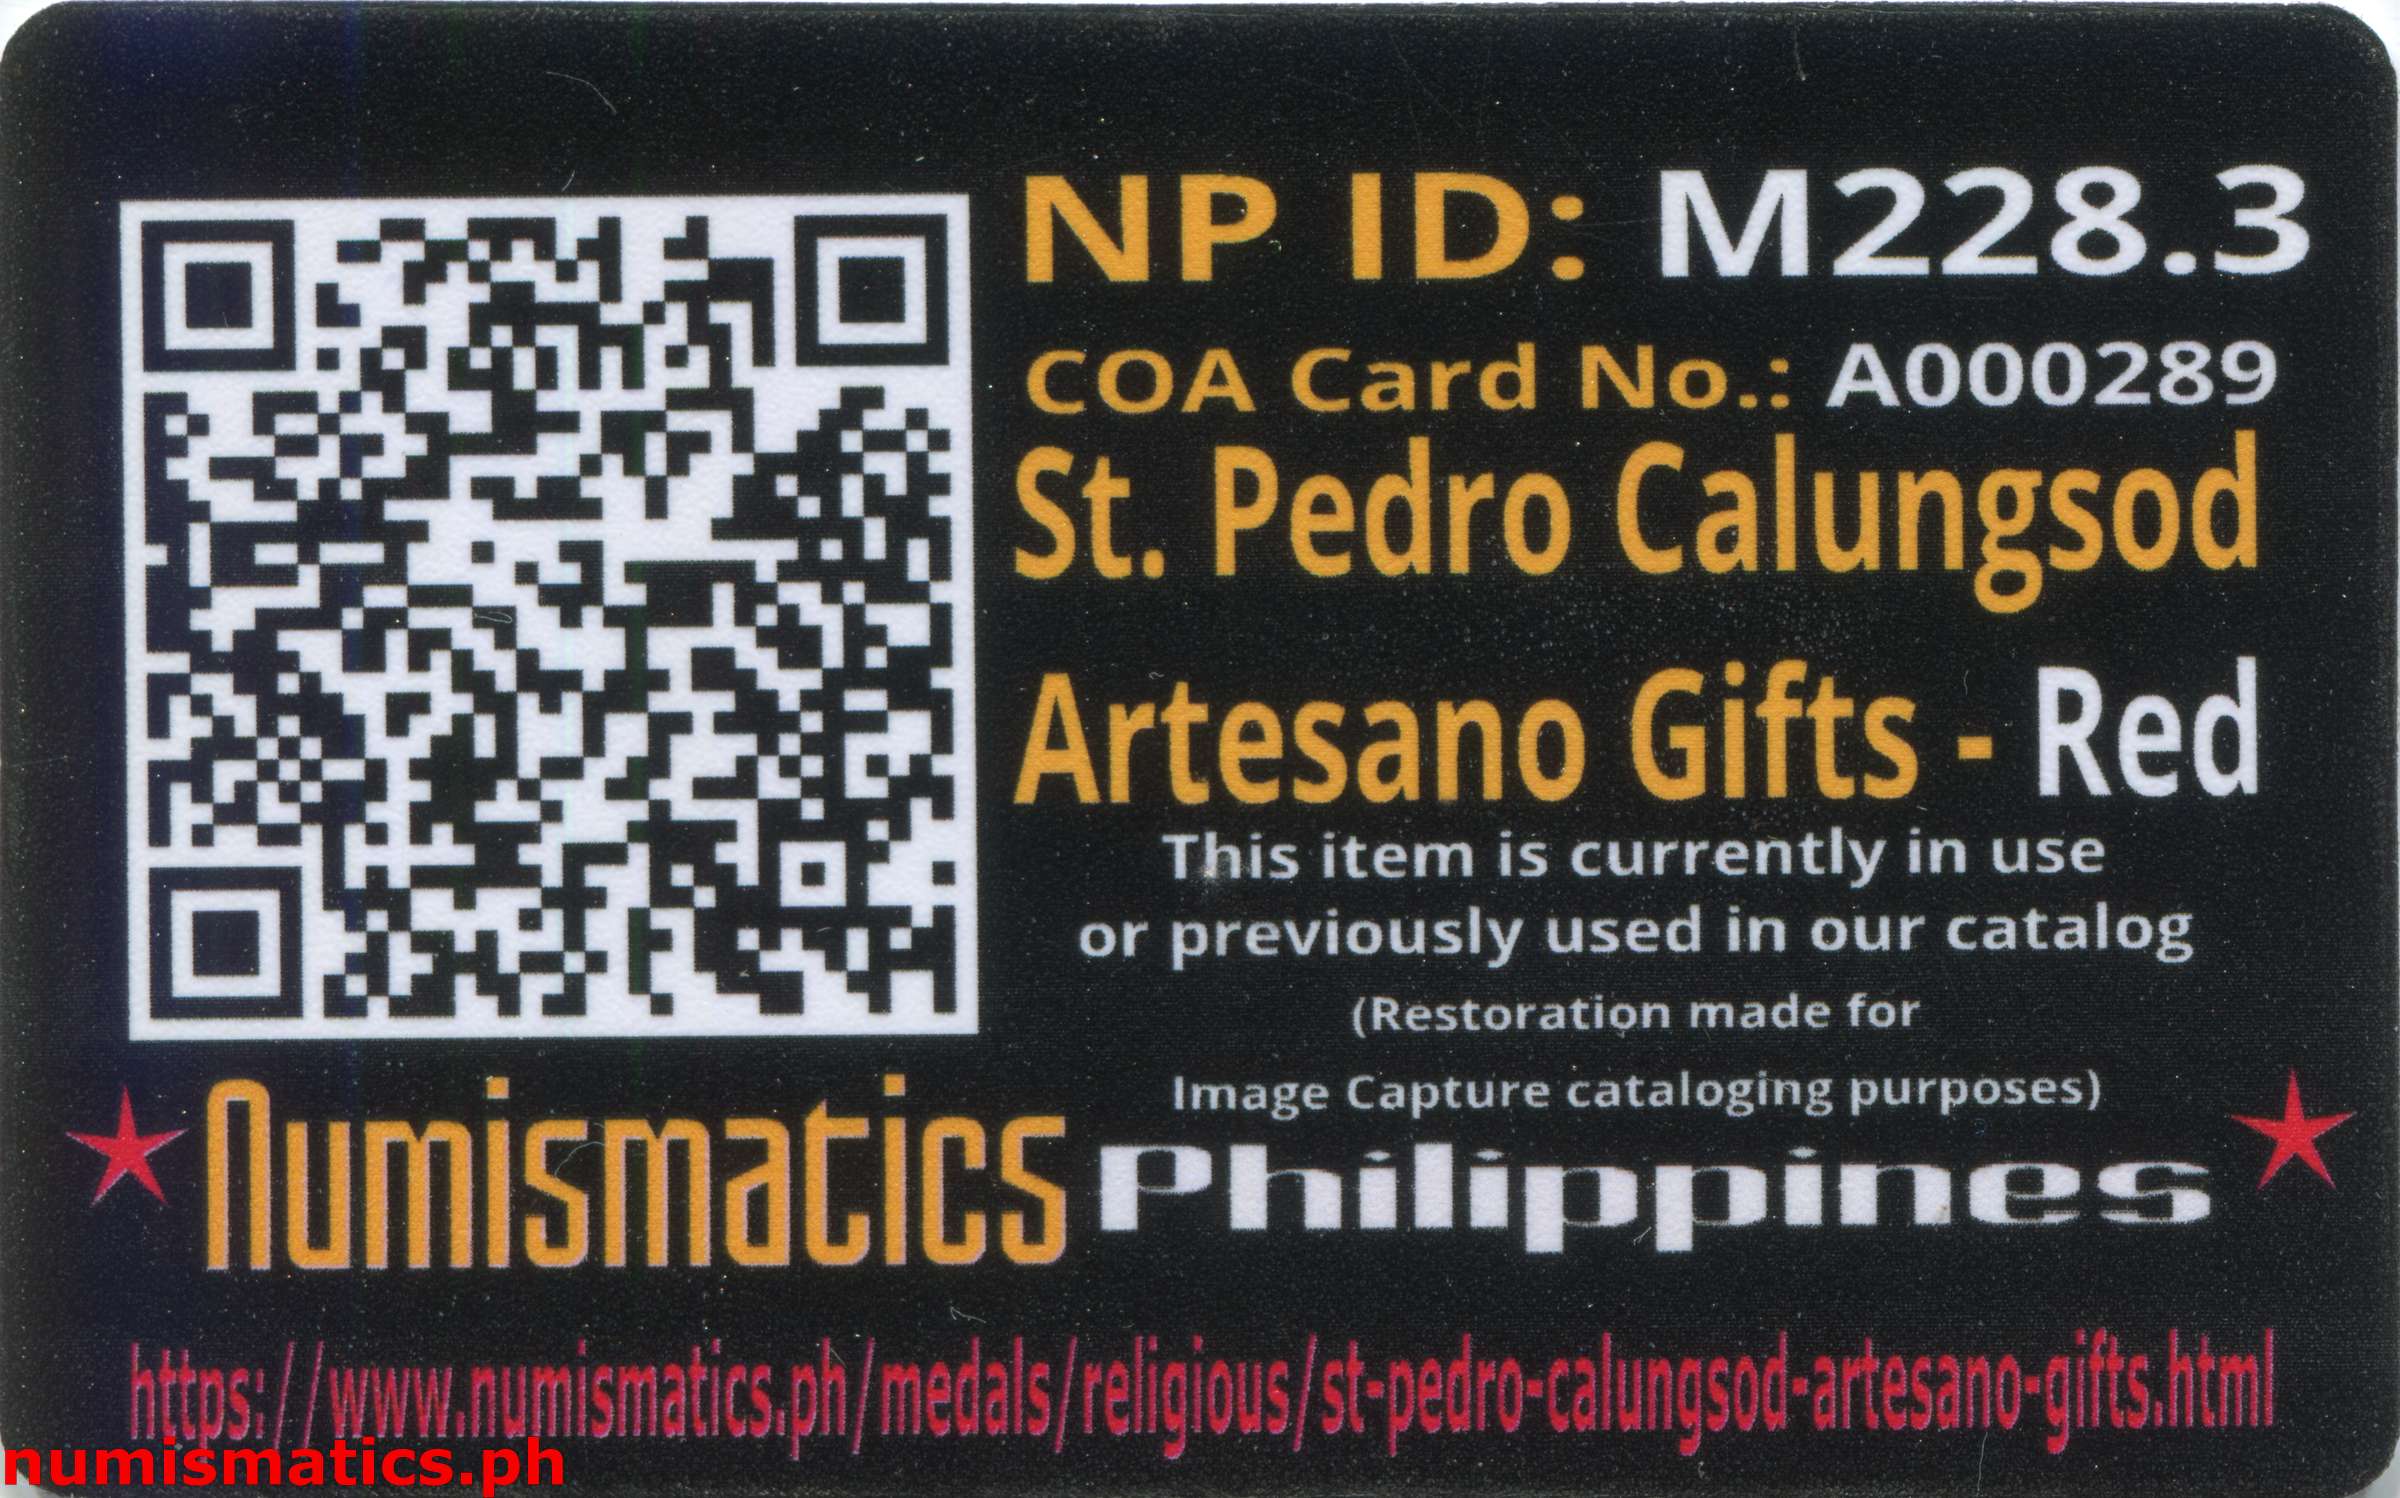 NP ID: M228.3
COA Card No.: A000289
St. Pedro Calungsod
Artesano Gifts - Red
This item is currently in use
or previously used in our catalog
(Restoration made for
Image Capture cataloging purposes)
Numismatics Philippines
https://www.numismatics.ph/medals/religious/st-pedro-calungsod-artesano-gifts.html
numismatics.ph